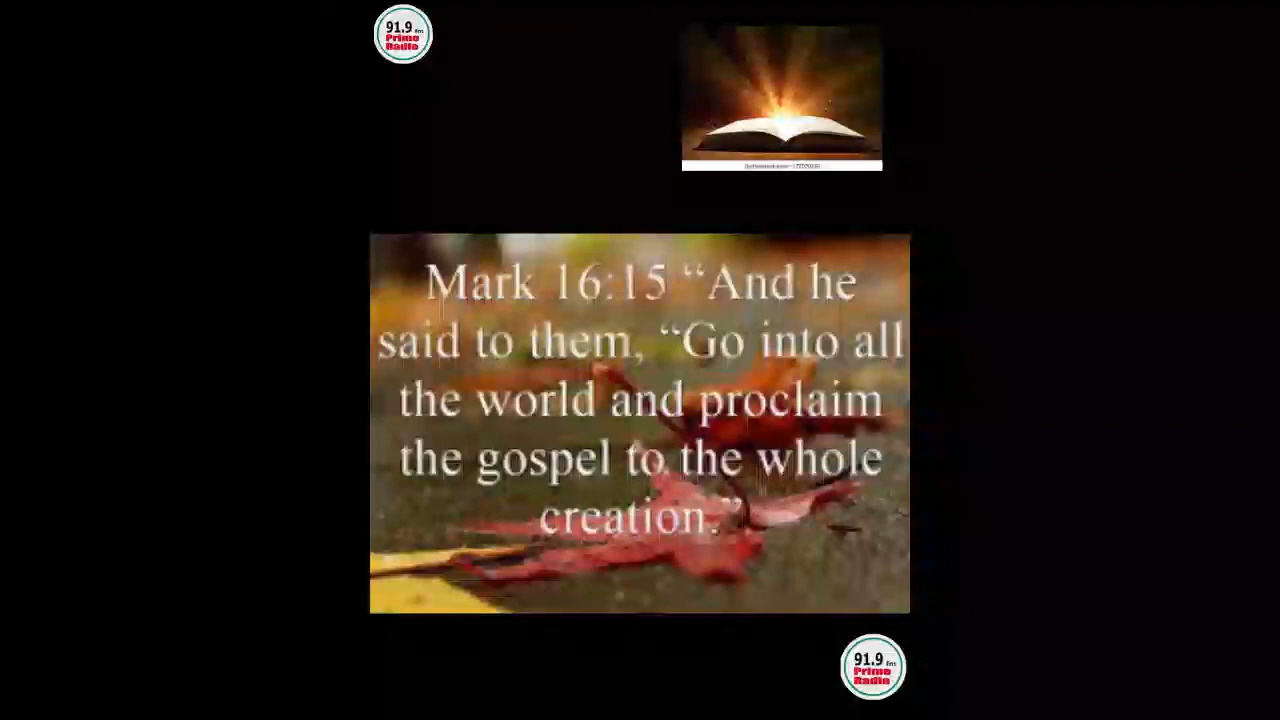 91.9 fm
Prime
Radio
Mark 16:15 “And he
said to them, “Go into all
the world and proclaim
the gospel to the whole
creation.”
91.9 fm
Prime
Radio